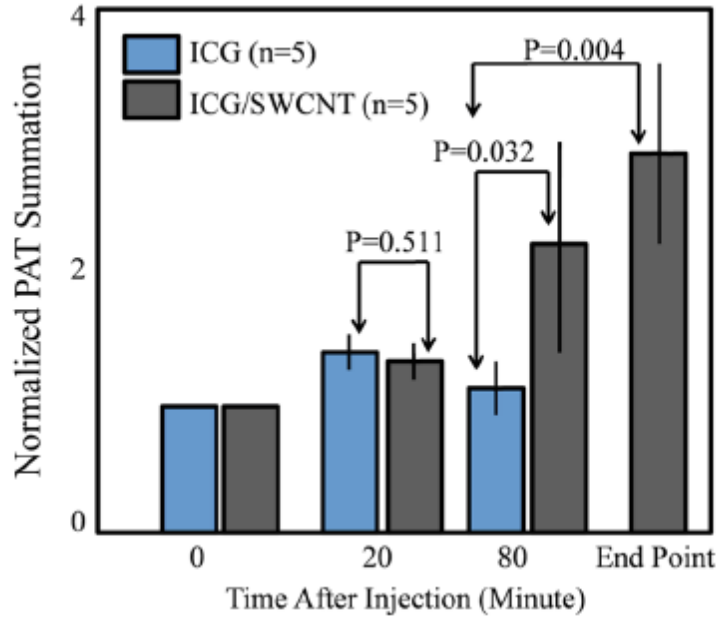 4
ICG (n=5)
ICG/SWCNT (n=5)
P=0.004
P=0.032
P=0.511
2
0
Normalized PAT Summation
0 20 80 End Point
Time After Injection (Minute)